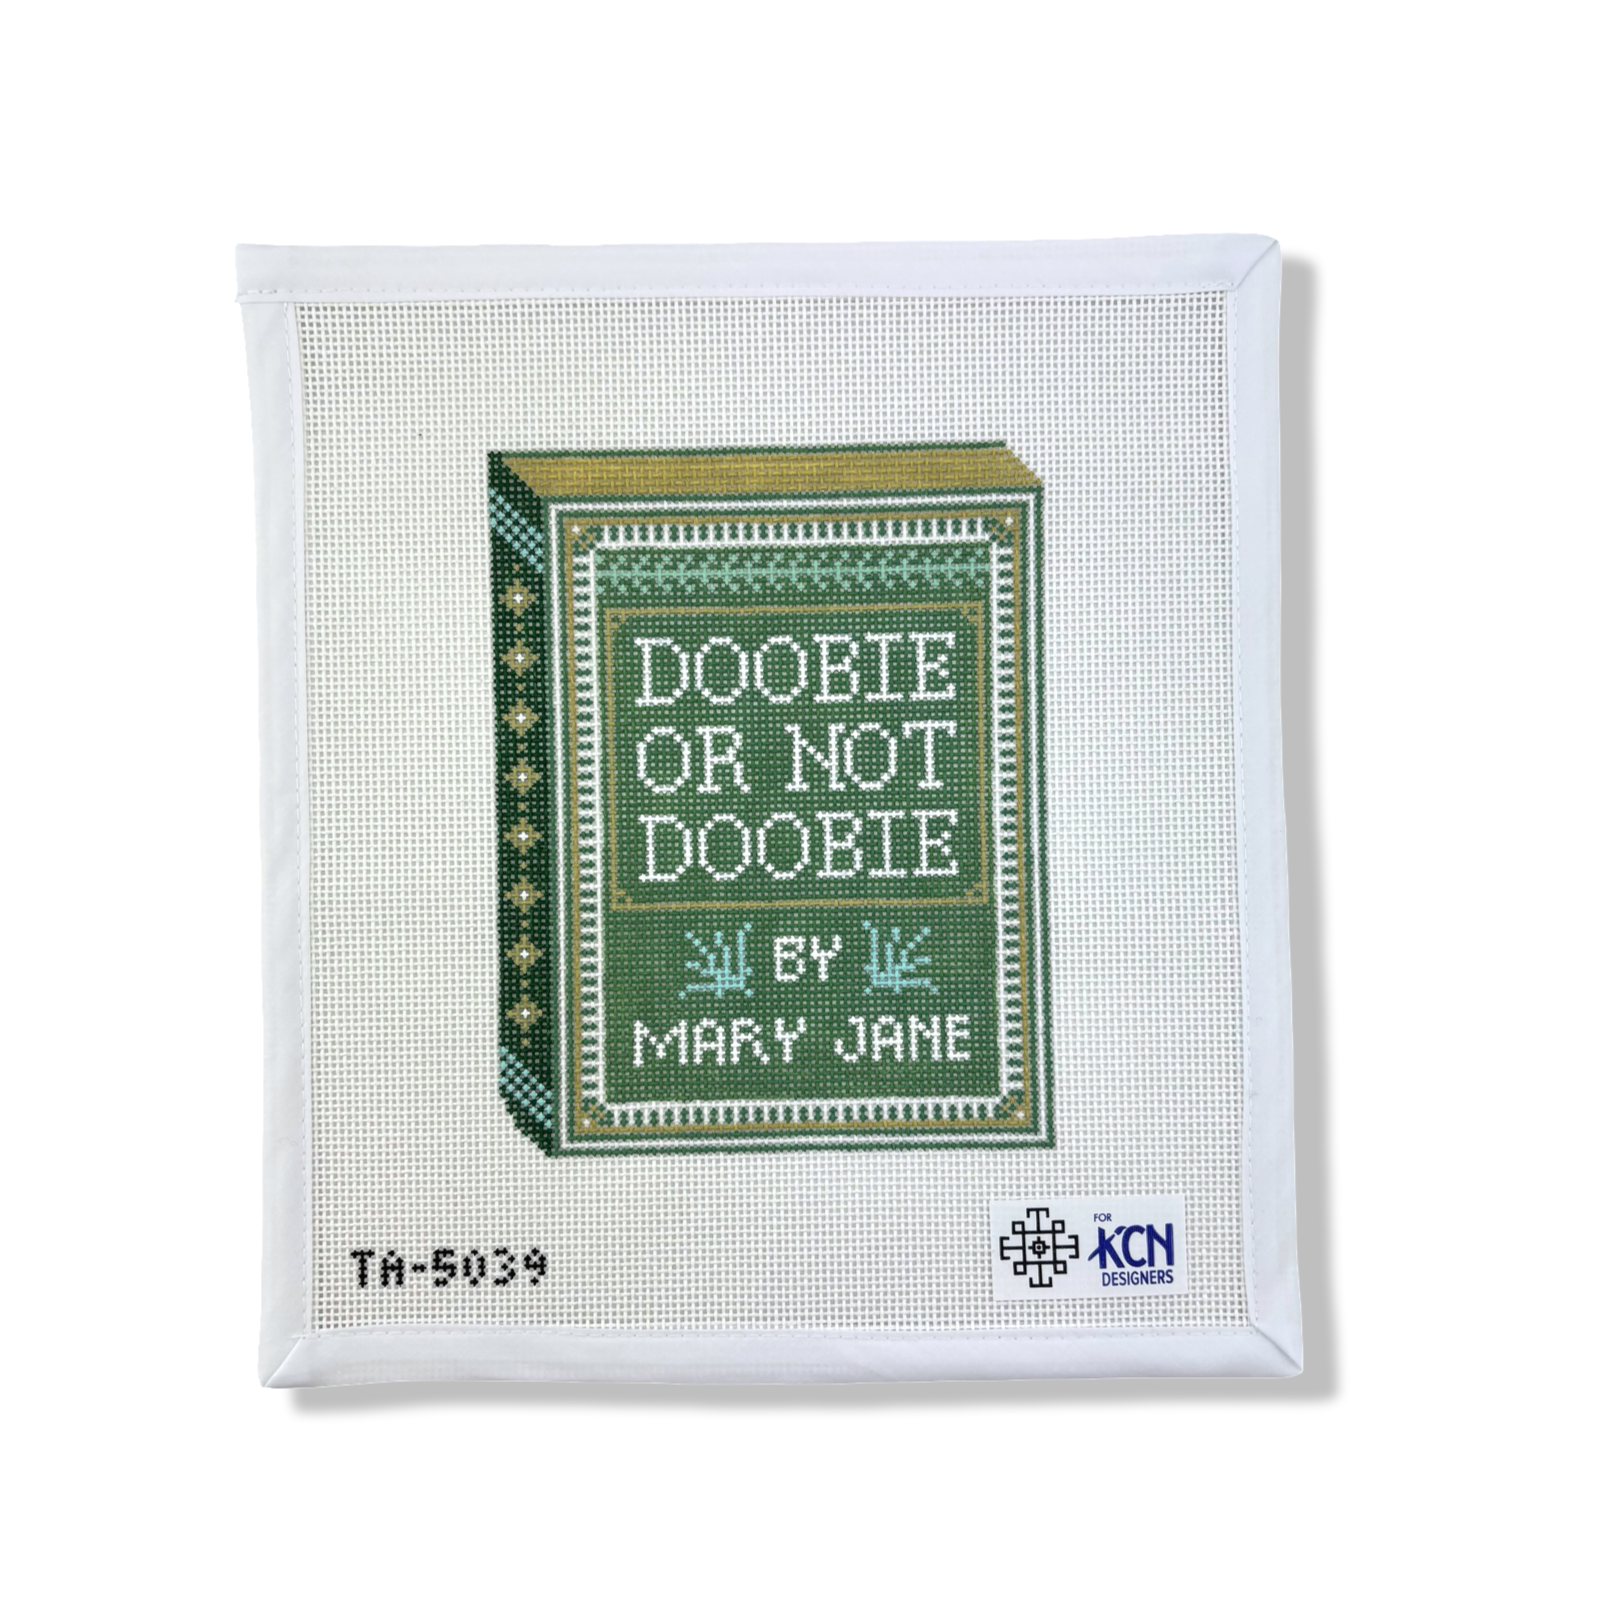 DOOBIE
OR NOT
DOOBIE
BY
MARY JANE
TA-5039
FOR
KCN
DESIGNERS